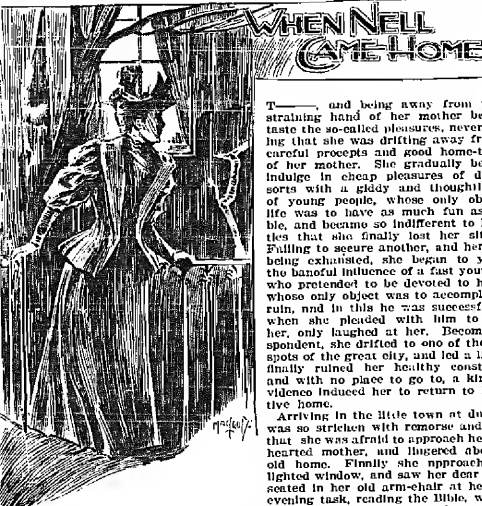 WHEN NELL
CAME HOME
T——, and being away from
straining hand of her mother be
taste the so-called pleasures, never
ing that she was drifting away fr
careful precepts and good home-t
of her mother. She gradually be
indulge in cheap pleasures of d
sorts with a giddy and thoughtl
of young people, whose only ob
life was to have as much fun as
ble, and became so indifferent to
ties that she finally lost her sit
Failing to secure another, and her
being exhausted, she began to y
the baneful influence of a fast you
who pretended to be devoted to h
whose only object was to accompl
ruin, and in this he was successf
when she pleaded with him to
her, only laughed at her. Becom
spondent, she drifted to one of the
spots of the great city, and led a l
finally ruined her healthy const
and with no place to go to, a kin
vidence induced her to return to
tive home.
Arriving in the little town at du
was so stricken with remorse and
that she was afraid to approach he
hearted mother, and lingered abo
old home. Finnlly she npproach
lighted window, and saw her dear
seated in her old arm-chair at he
evening task, reading the Bible, w